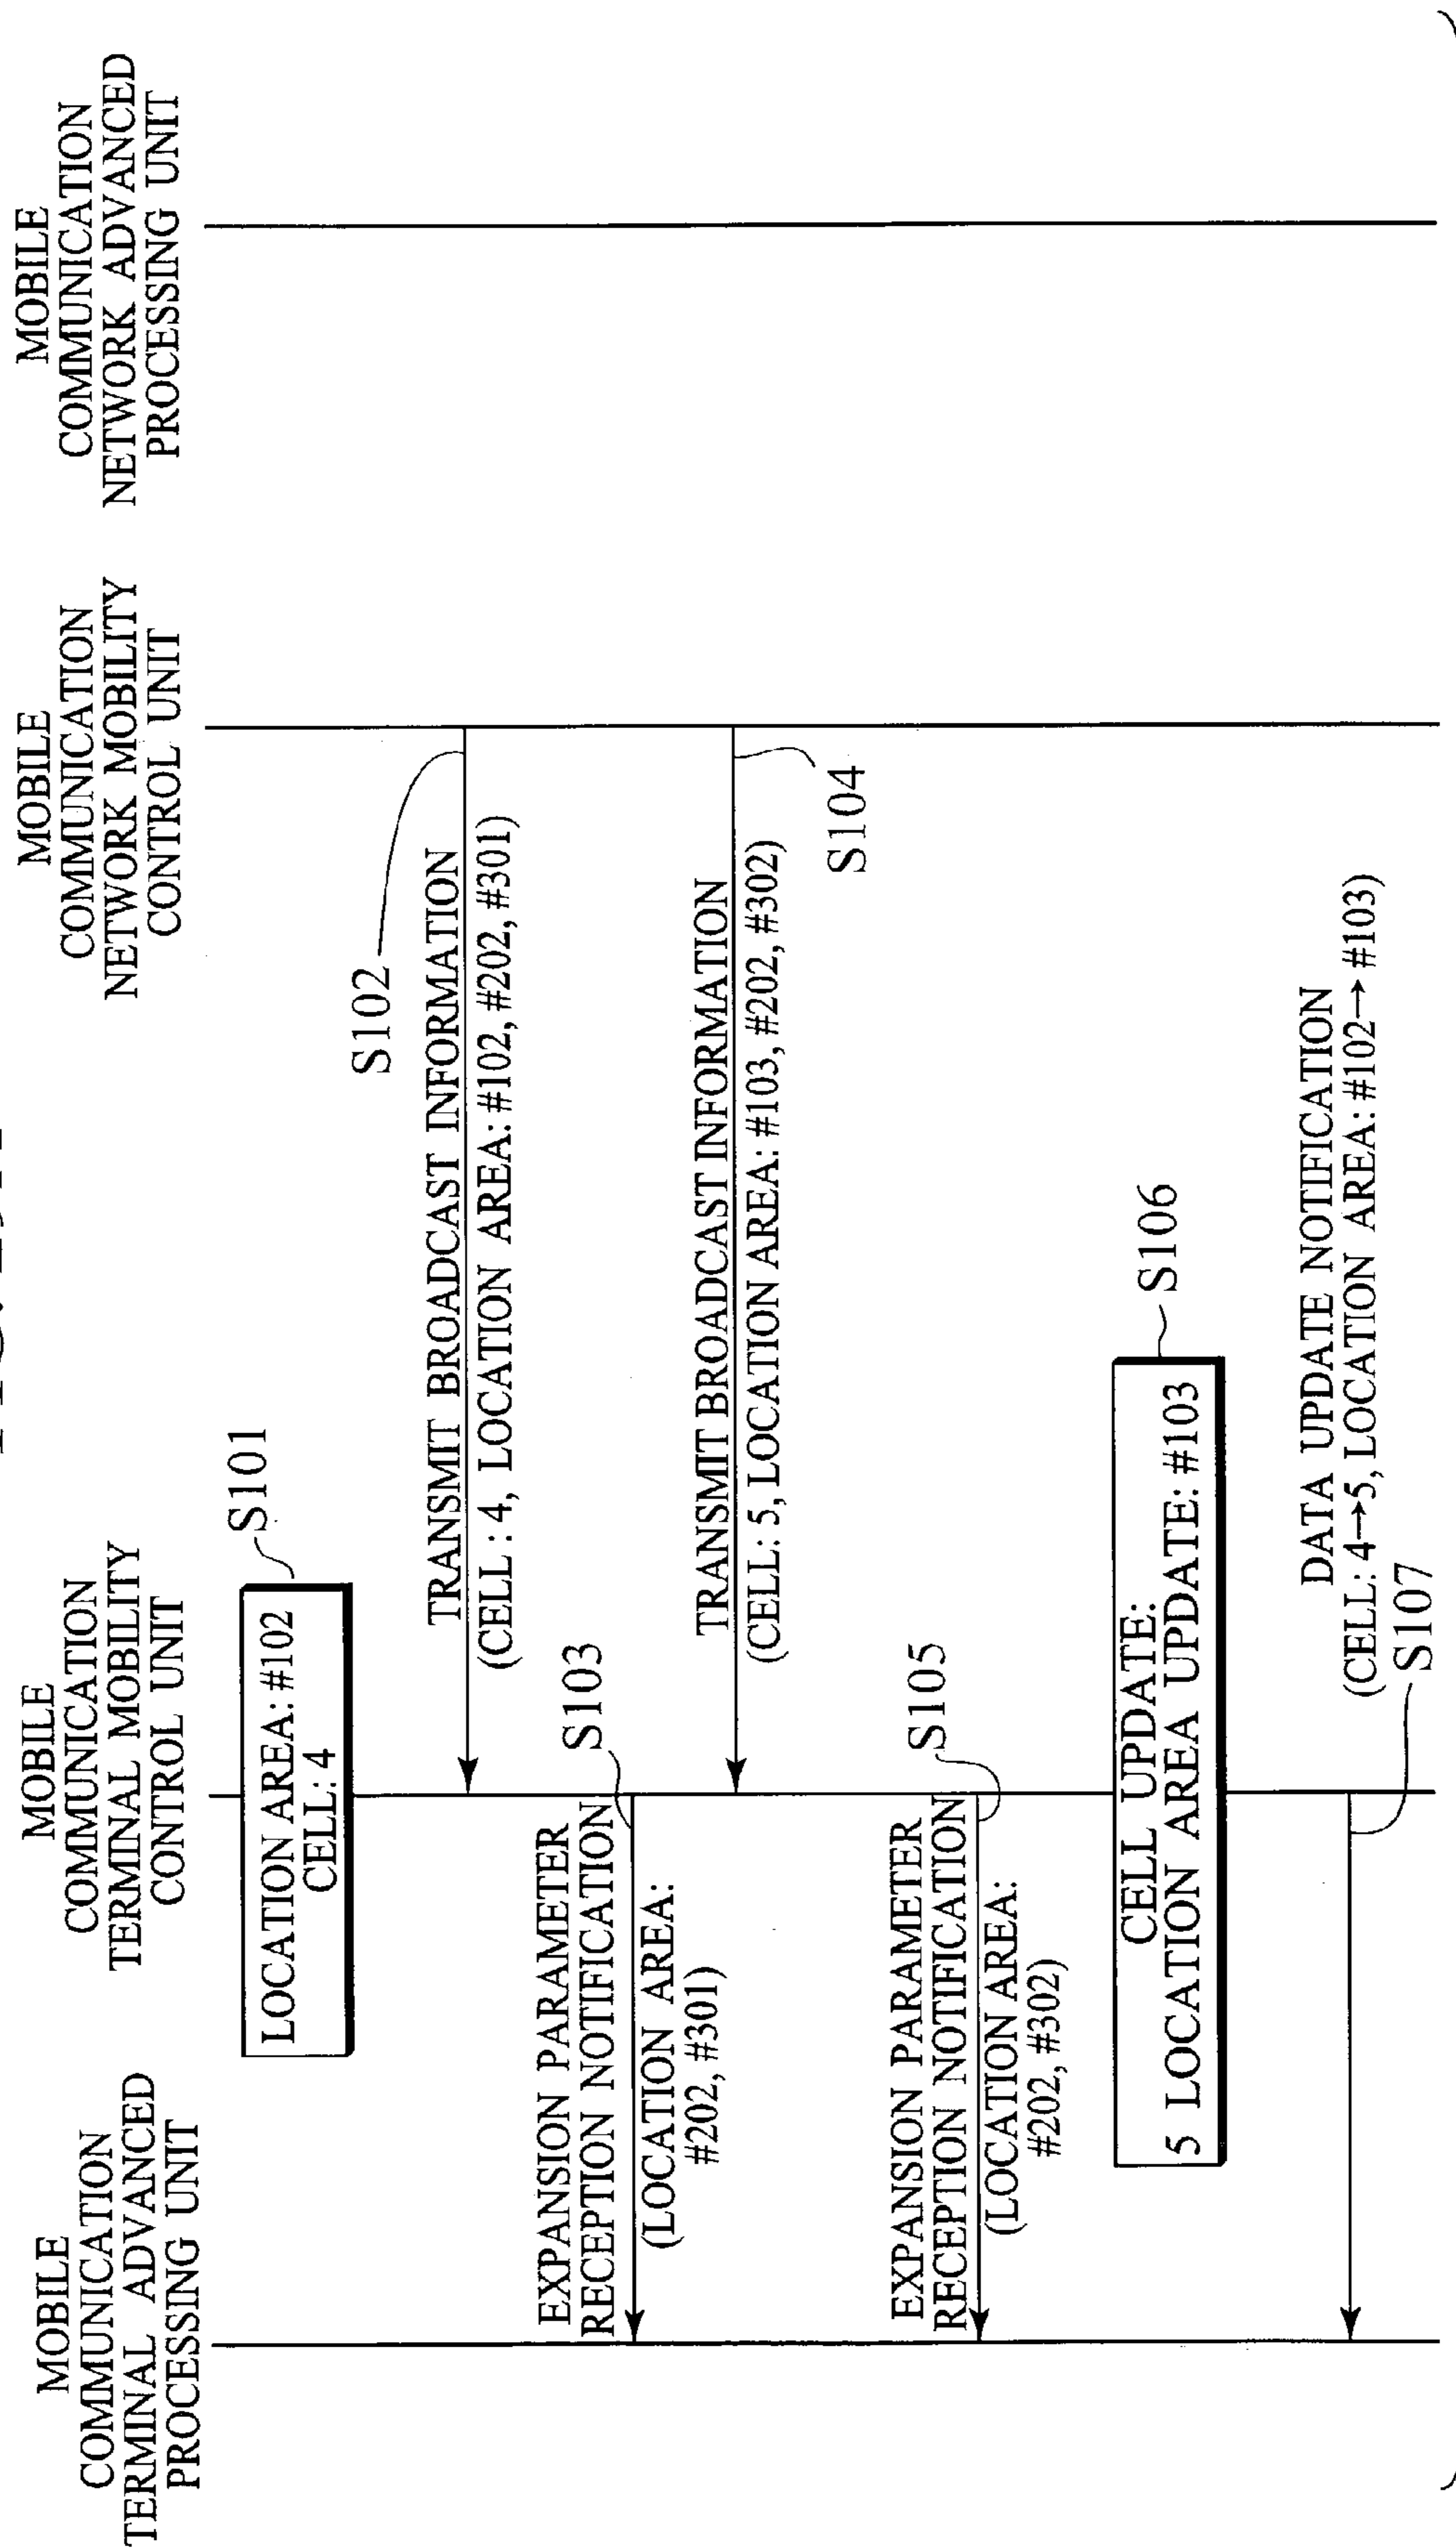 MOBILE
COMMUNICATION
TERMINAL ADVANCED
PROCESSING UNIT
MOBILE
COMMUNICATION
TERMINAL MOBILITY
CONTROL UNIT
MOBILE
COMMUNICATION
NETWORK MOBILITY
CONTROL UNIT
MOBILE
COMMUNICATION
NETWORK ADVANCED
PROCESSING UNIT
LOCATION AREA: #102
CELL: 4
S101
S102
TRANSMIT BROADCAST INFORMATION
(CELL : 4, LOCATION AREA: #102, #202, #301)
EXPANSION PARAMETER
RECEPTION NOTIFICATION
S103
(LOCATION AREA:
#202, #301)
TRANSMIT BROADCAST INFORMATION
(CELL: 5, LOCATION AREA: #103, #202, #302)
S104
EXPANSION PARAMETER
RECEPTION NOTIFICATION
S105
(LOCATION AREA:
#202, #302)
CELL UPDATE:
5 LOCATION AREA UPDATE: #103
S106
DATA UPDATE NOTIFICATION
(CELL: 4→5, LOCATION AREA: #102→ #103)
S107